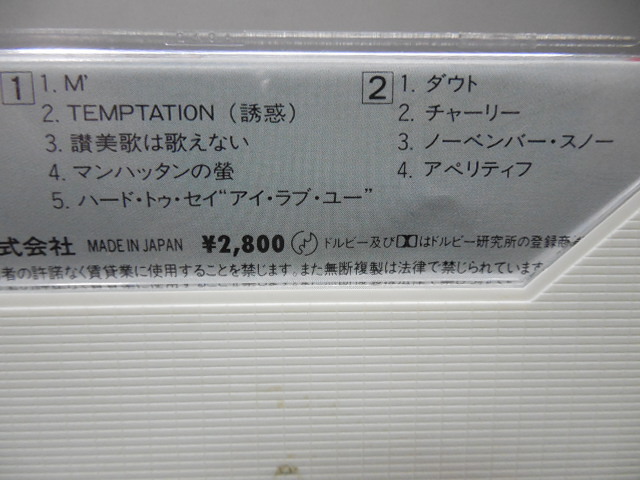 1
1. M'
2. TEMPTATION (誘惑)
3. 讃美歌は歌えない
4. マンハッタンの螢
5. ハード・トゥ・セイ“アイ・ラブ・ユー”
2
1. ダウト
2. チャーリー
3. ノーベンバー・スノー
4. アペリティフ
式会社 MADE IN JAPAN ¥2,800 ドルビー及びはドルビー研究所の登録商
者の許諾なく賃貸業に使用することを禁じます。また無断複製は法律で禁じられています